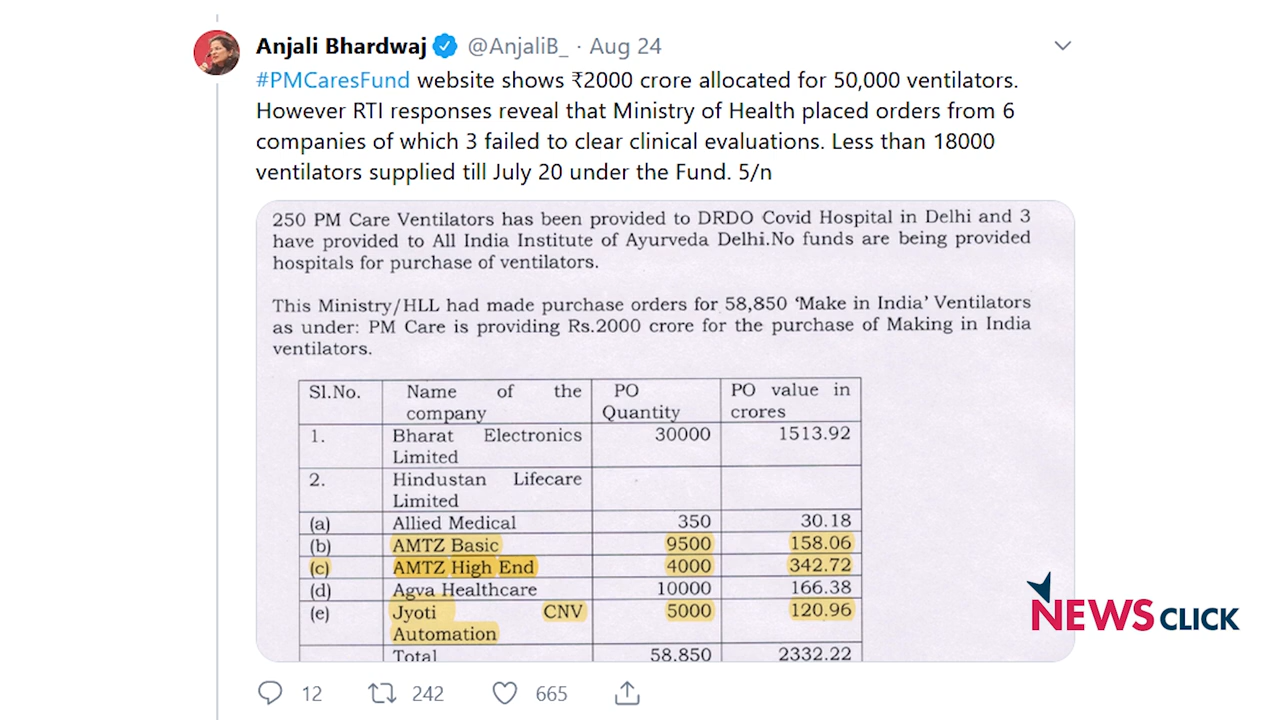 Anjali Bhardwaj @AnjaliB_ · Aug 24
#PMCaresFund website shows ₹2000 crore allocated for 50,000 ventilators.
However RTI responses reveal that Ministry of Health placed orders from 6
companies of which 3 failed to clear clinical evaluations. Less than 18000
ventilators supplied till July 20 under the Fund. 5/n
250 PM Care Ventilators has been provided to DRDO Covid Hospital in Delhi and 3
have provided to All India Institute of Ayurveda Delhi.No funds are being provided
hospitals for purchase of ventilators.
This Ministry/HLL had made purchase orders for 58,850 'Make in India' Ventilators
as under: PM Care is providing Rs.2000 crore for the purchase of Making in India
ventilators.
Sl.No. Name of the PO PO value in
company Quantity crores
1. Bharat Electronics 30000 1513.92
Limited
2. Hindustan Lifecare
Limited
(a) Allied Medical 350 30.18
(b) AMTZ Basic 9500 158.06
(c) AMTZ High End 4000 342.72
(d) Agva Healthcare 10000 166.38
(e) Jyoti CNV 5000 120.96
Automation
Total 58,850 2332.22
NEWSCLICK
12 242 665